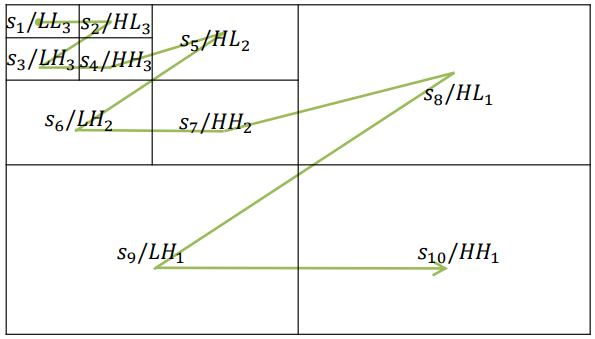 s₁/LL₃ s₂/HL₃
s₃/LH₃ s₄/HH₃
s₅/HL₂
s₆/LH₂ s₇/HH₂
s₈/HL₁
s₉/LH₁ s₁₀/HH₁